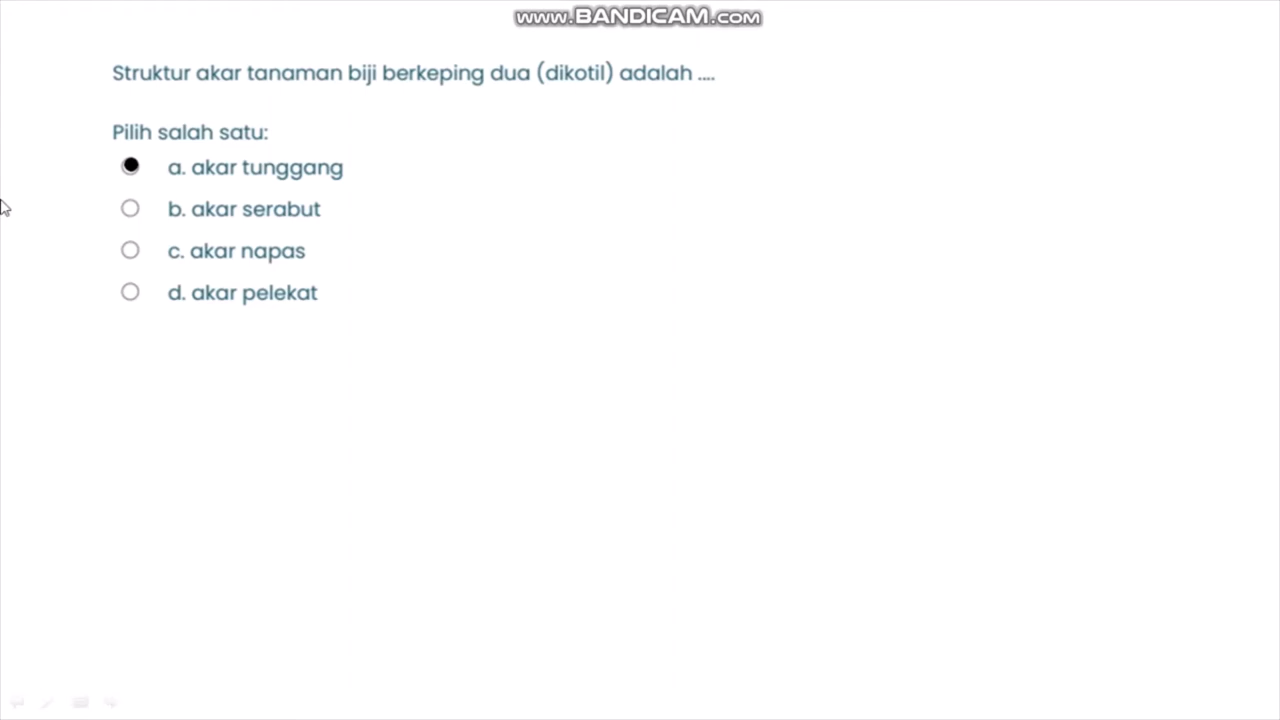 www.BANDICAM.com
Struktur akar tanaman biji berkeping dua (dikotil) adalah ....
Pilih salah satu:
a. akar tunggang
b. akar serabut
c. akar napas
d. akar pelekat